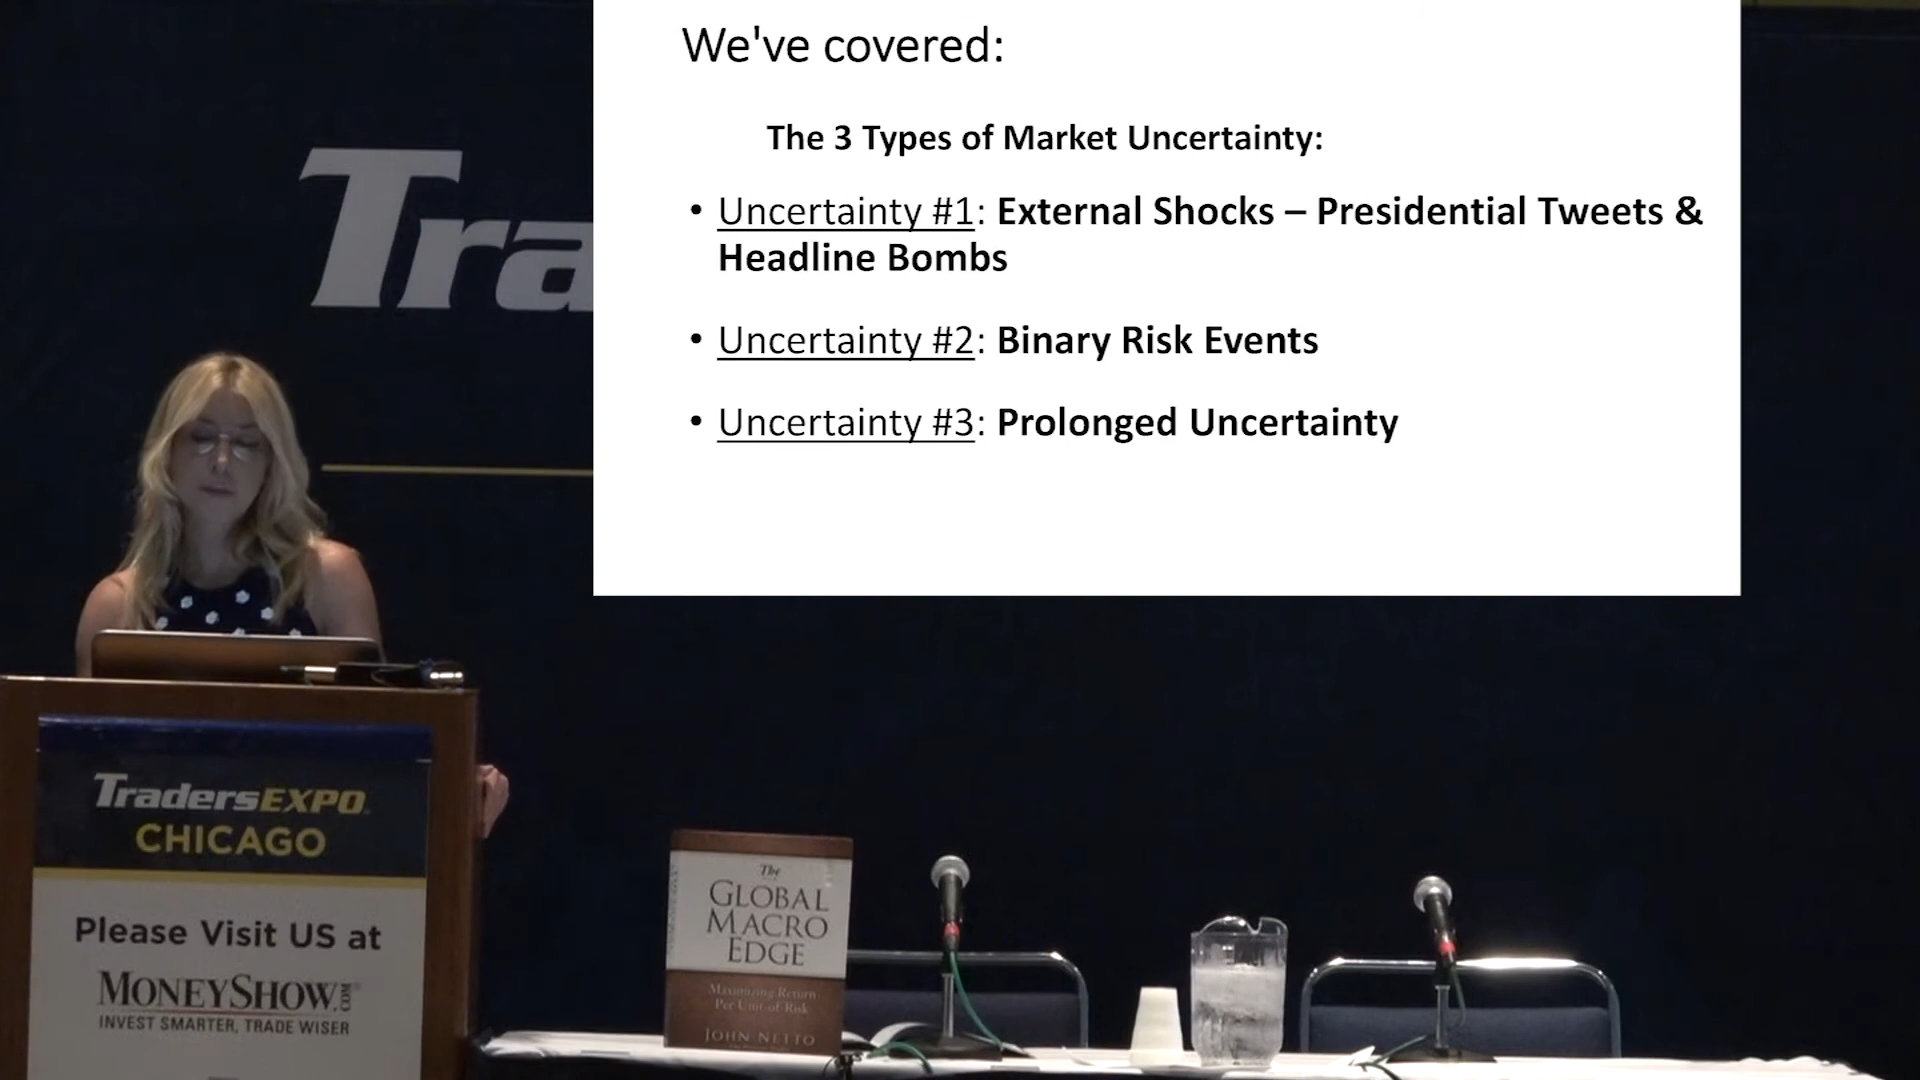 We've covered:
The 3 Types of Market Uncertainty:
• Uncertainty #1: External Shocks – Presidential Tweets &
Headline Bombs
• Uncertainty #2: Binary Risk Events
• Uncertainty #3: Prolonged Uncertainty
Tra
TradersEXPO
CHICAGO
Please Visit US at
MONEYSHOW.COM
INVEST SMARTER, TRADE WISER
The
GLOBAL
MACRO
EDGE
Maximizing Return
Per Unit-of-Risk
JOHN NETTO